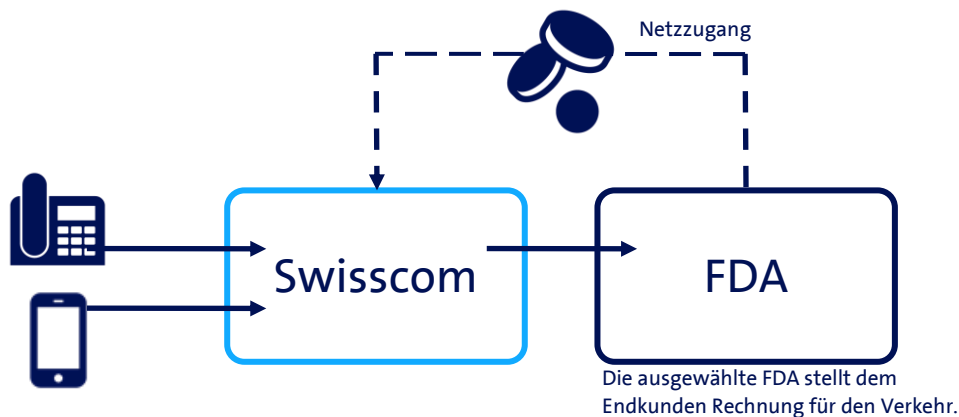 Netzzugang
Swisscom
FDA
Die ausgewählte FDA stellt dem
Endkunden Rechnung für den Verkehr.